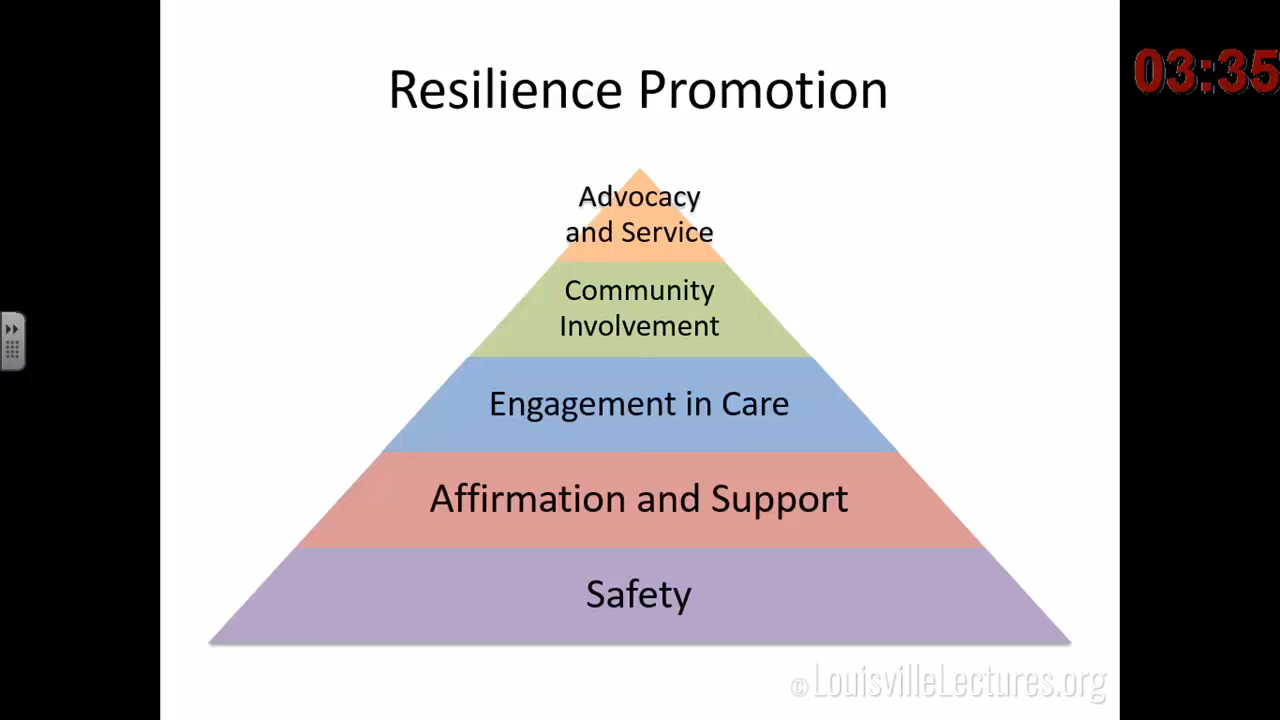 Resilience Promotion
03:35
Advocacy
and Service
Community
Involvement
Engagement in Care
Affirmation and Support
Safety
©LouisvilleLectures.org